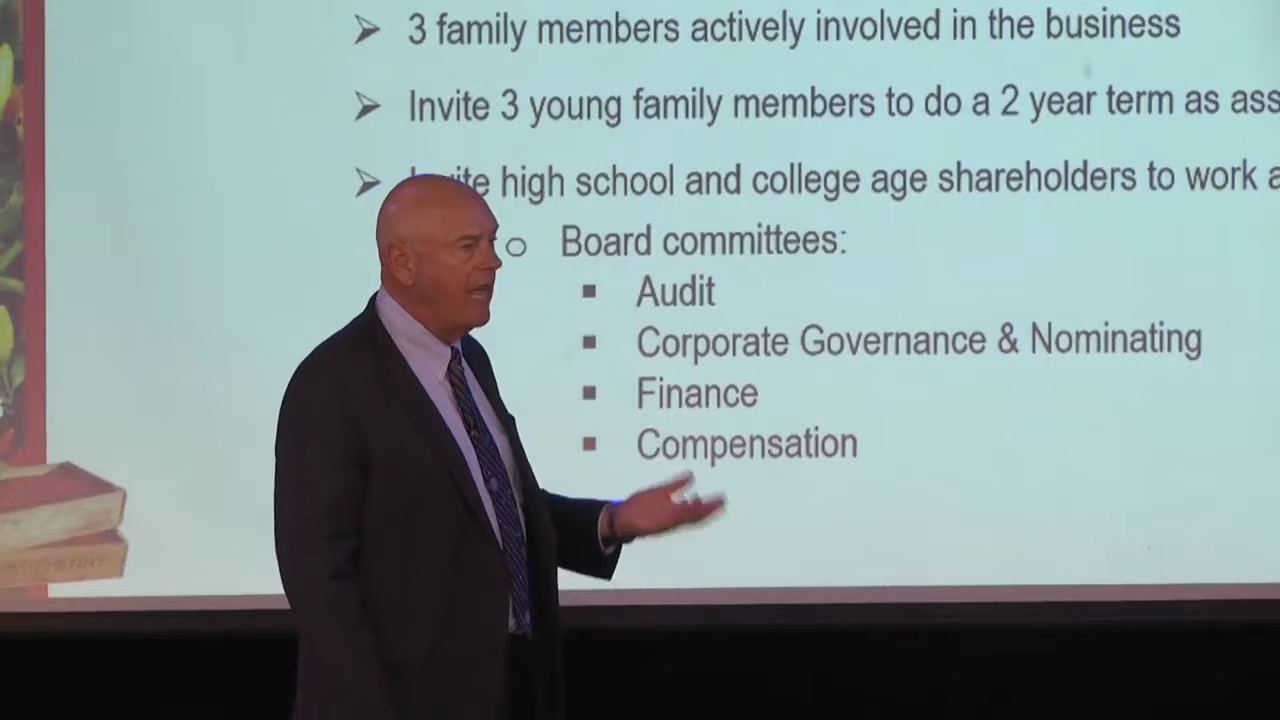 3 family members actively involved in the business
Invite 3 young family members to do a 2 year term as ass
high school and college age shareholders to work a
Board committees:
Audit
Corporate Governance & Nominating
Finance
Compensation